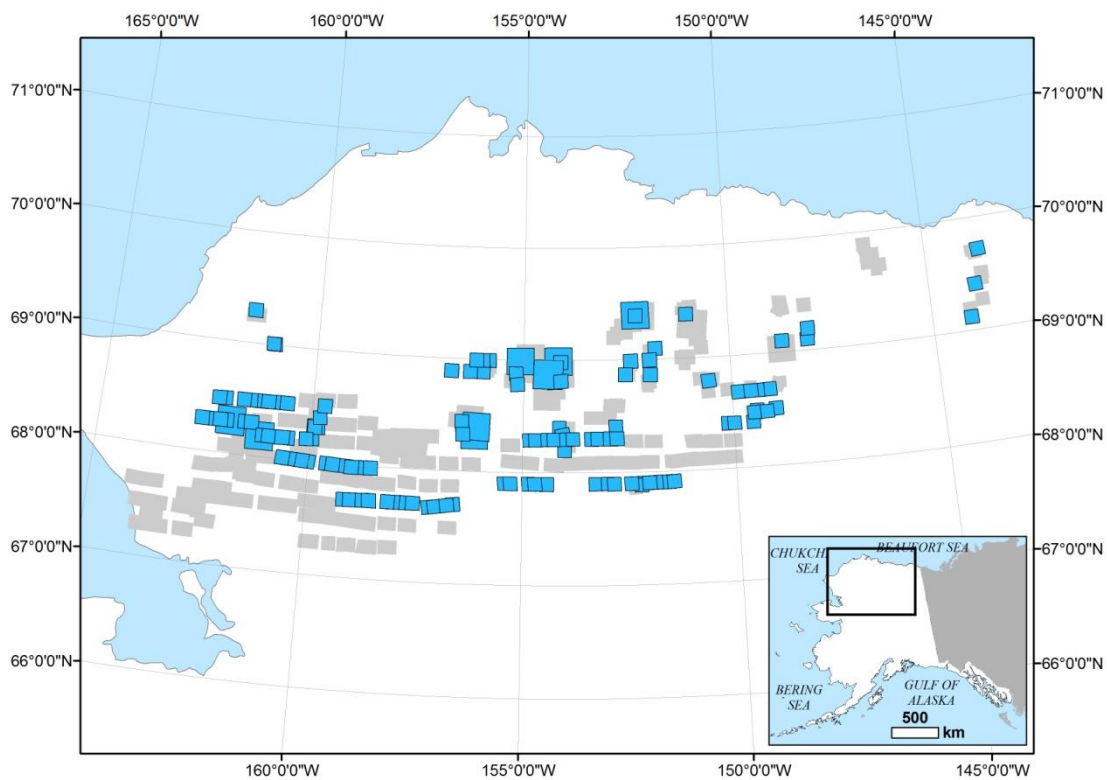 165°0'0"W 160°0'0"W 155°0'0"W 150°0'0"W 145°0'0"W
71°0'0"N 71°0'0"N
70°0'0"N 70°0'0"N
69°0'0"N 69°0'0"N
68°0'0"N 68°0'0"N
67°0'0"N 67°0'0"N
66°0'0"N 66°0'0"N
CHUKCH
SEA
BEAUFORT SEA
BERING
SEA
GULF OF
ALASKA
500
km
160°0'0"W 155°0'0"W 150°0'0"W 145°0'0"W